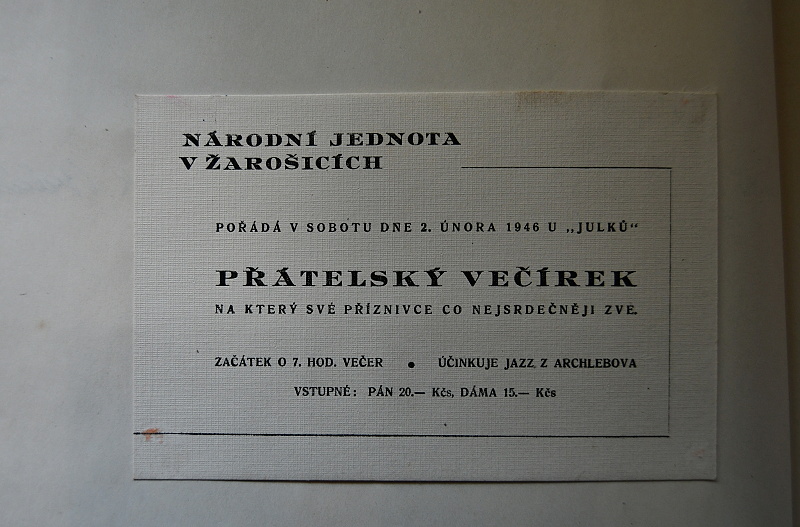 NÁRODNÍ JEDNOTA
V ŽAROŠICÍCH
POŘÁDÁ V SOBOTU DNE 2. ÚNORA 1946 U „JULKŮ“
PŘÁTELSKÝ VEČÍREK
NA KTERÝ SVÉ PŘÍZNIVCE CO NEJSRDEČNĚJI ZVE.
ZAČÁTEK O 7. HOD. VEČER • ÚČINKUJE JAZZ Z ARCHLEBOVA
VSTUPNÉ: PÁN 20.— Kčs, DÁMA 15.— Kčs